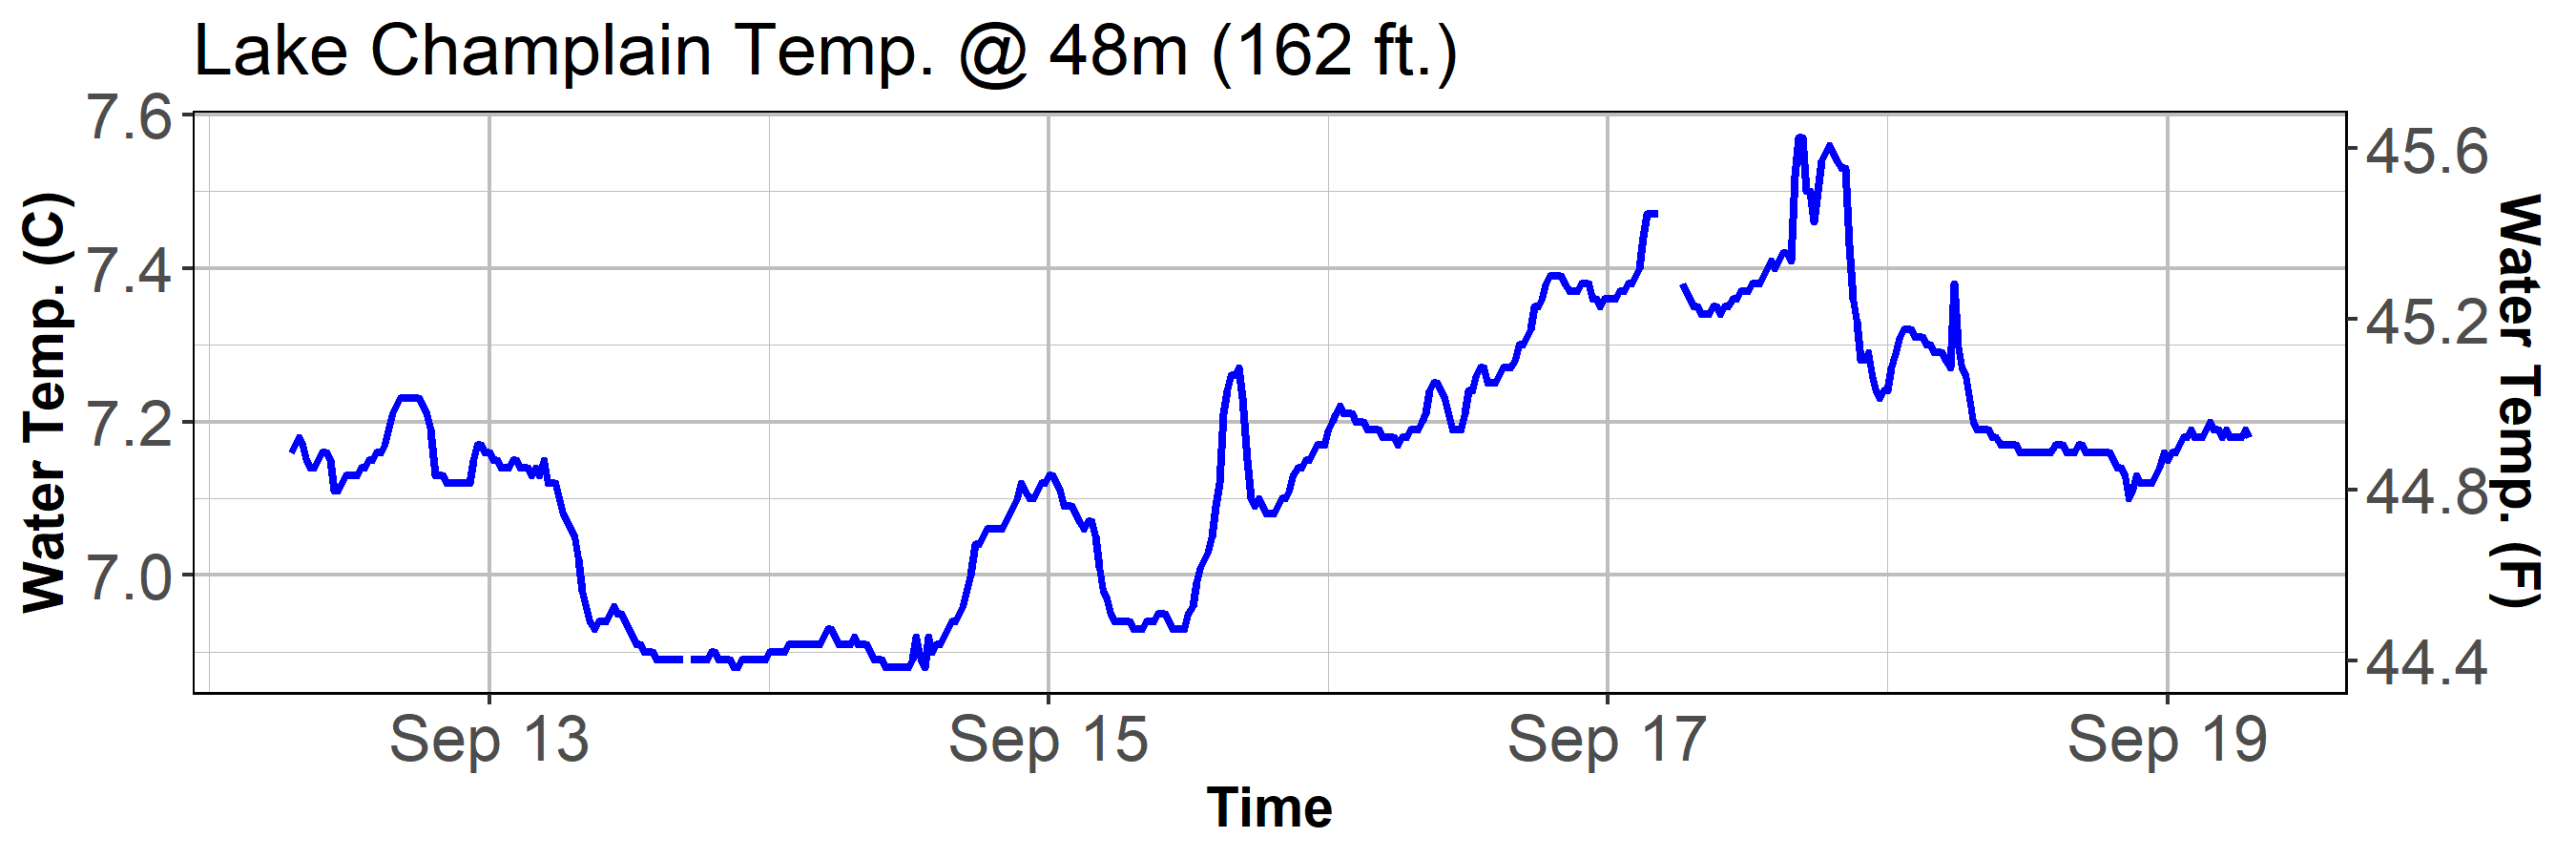 Lake Champlain Temp. @ 48m (162 ft.)
Water Temp. (C)
7.6
7.4
7.2
7.0
45.6
45.2
44.8
44.4
Water Temp. (F)
Sep 13 Sep 15 Sep 17 Sep 19
Time